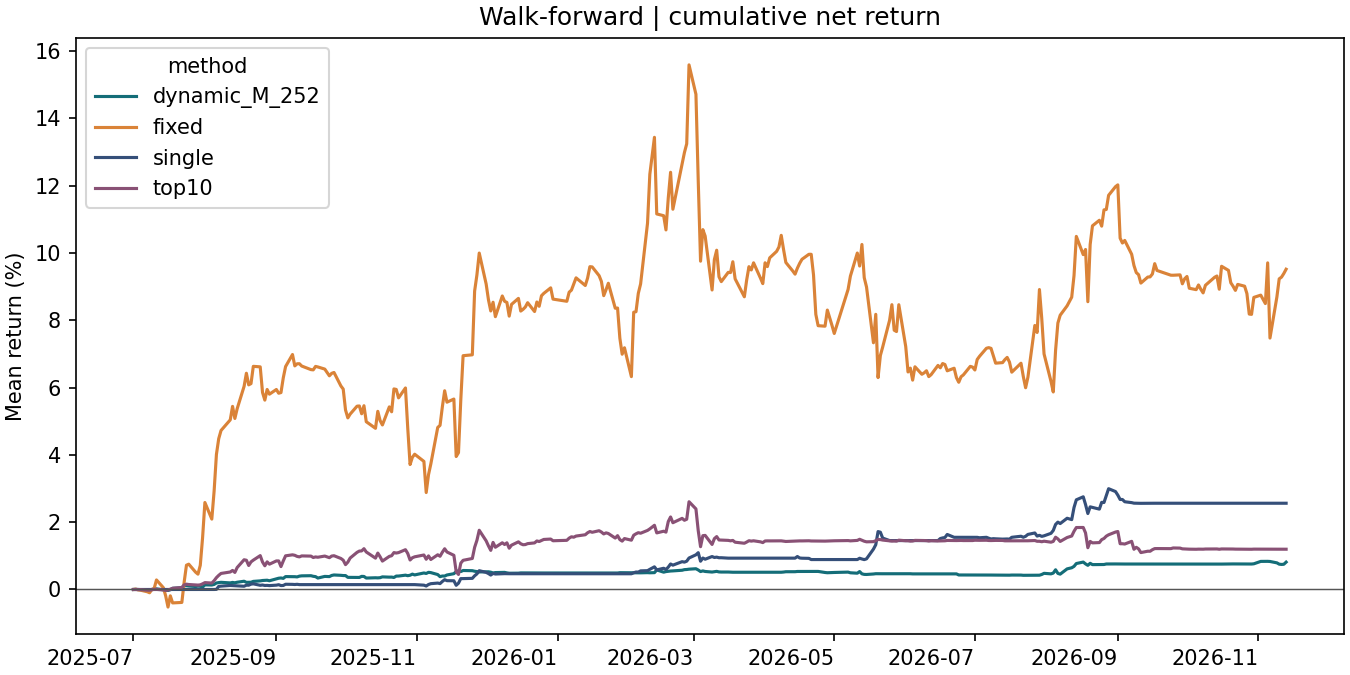 Walk-forward | cumulative net return
Mean return (%)
16
14
12
10
8
6
4
2
0
method
dynamic_M_252
fixed
single
top10
2025-07 2025-09 2025-11 2026-01 2026-03 2026-05 2026-07 2026-09 2026-11